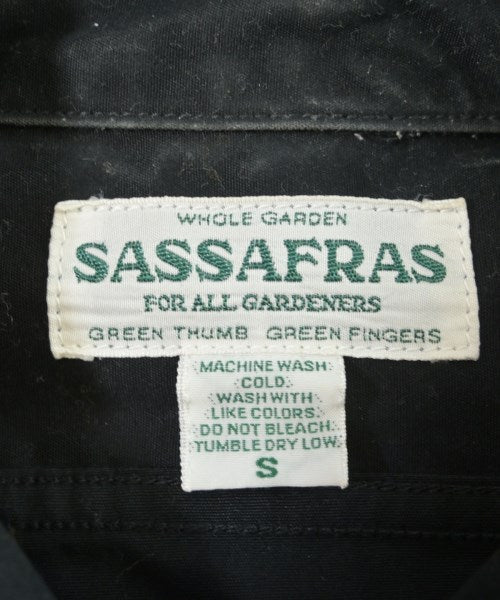 WHOLE GARDEN
SASSAFRAS
FOR ALL GARDENERS
GREEN THUMB GREEN FINGERS
MACHINE WASH
COLD.
WASH WITH
LIKE COLORS.
DO NOT BLEACH.
TUMBLE DRY LOW.
S